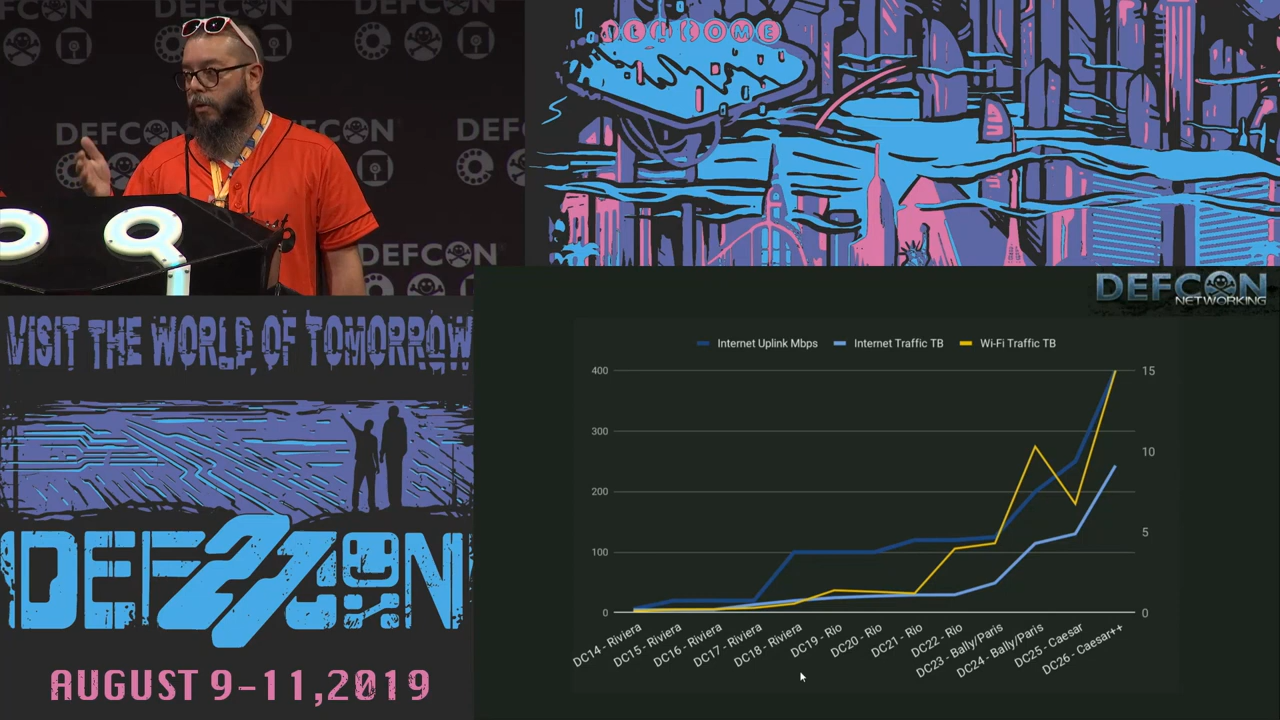 DEFCON
DEFCON
DEFCON
DEFCON
DEFCON
DEF
DEFCON
WELCOME
VISIT THE WORLD OF TOMORROW
DEF27CON
AUGUST 9-11,2019
DEFCON
NETWORKING
Internet Uplink Mbps
Internet Traffic TB
Wi-Fi Traffic TB
400
300
200
100
0
15
10
5
0
DC14 - Riviera
DC15 - Riviera
DC16 - Riviera
DC17 - Riviera
DC18 - Riviera
DC19 - Rio
DC20 - Rio
DC21 - Rio
DC22 - Rio
DC23 - Bally/Paris
DC24 - Bally/Paris
DC25 - Caesar
DC26 - Caesar++